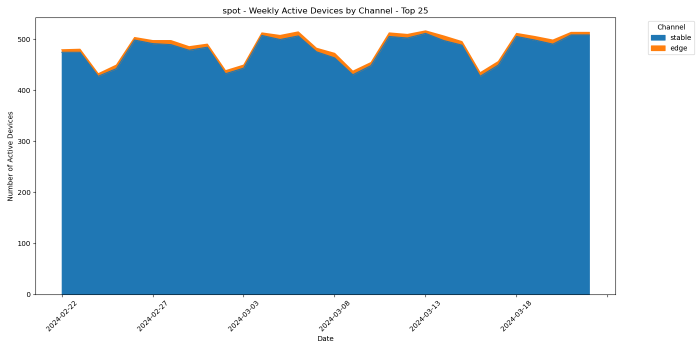 spot - Weekly Active Devices by Channel - Top 25
Channel
stable
edge
Number of Active Devices
500
400
300
200
100
0
2024-02-22
2024-02-27
2024-03-03
2024-03-08
2024-03-13
2024-03-18
Date